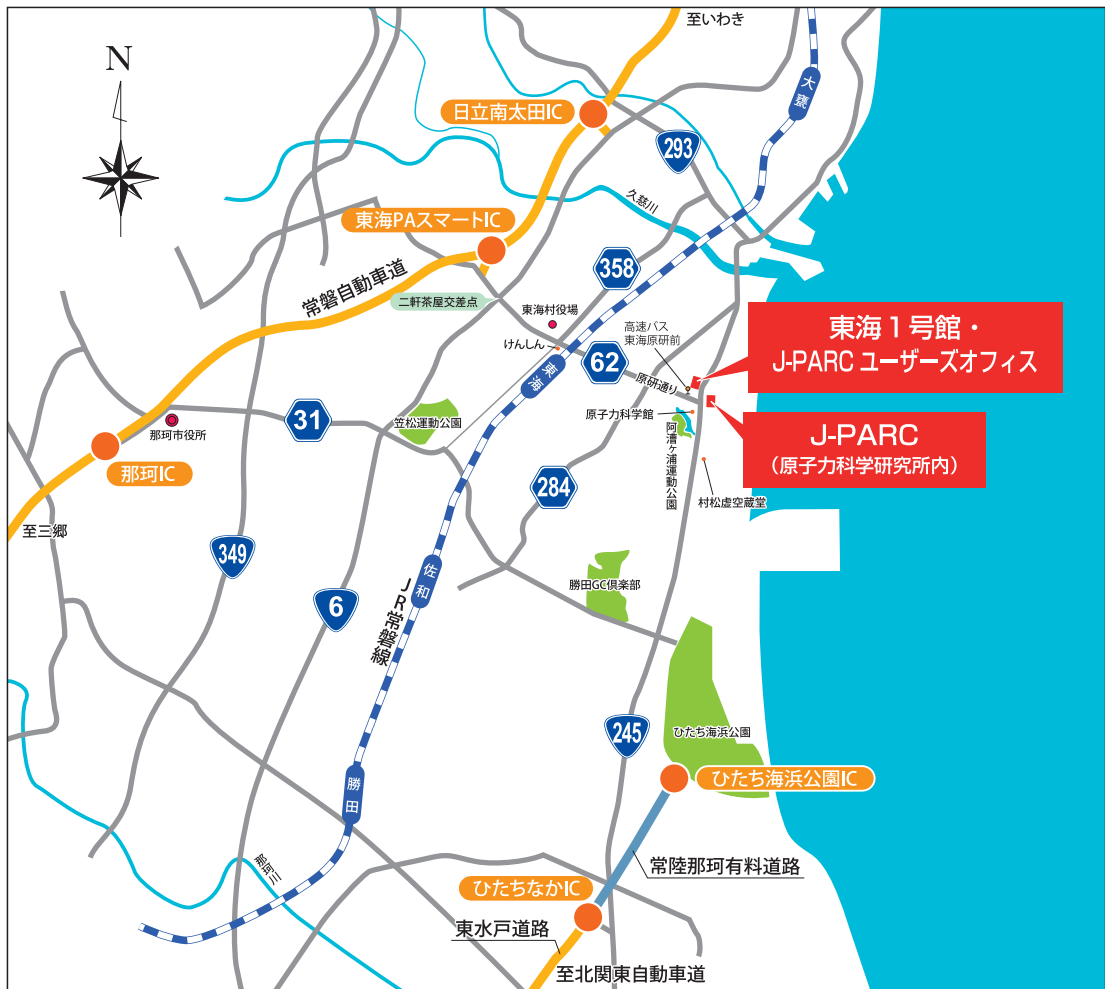 至いわき
N
大甕
日立南太田IC
293
久慈川
東海PAスマートIC
358
常磐自動車道
二軒茶屋交差点
東海村役場
高速バス
東海原研前
東海1号館・
J-PARC ユーザーズオフィス
けんしん
62
東海
原研通り
原子力科学館
J-PARC
(原子力科学研究所内)
31
笠松運動公園
阿漕ヶ浦運動公園
那珂市役所
那珂IC
284
村松虚空蔵堂
至三郷
349
佐和
勝田GC倶楽部
6
JR常磐線
245
ひたち海浜公園
勝田
ひたち海浜公園IC
那珂川
常陸那珂有料道路
ひたちなかIC
東水戸道路
至北関東自動車道